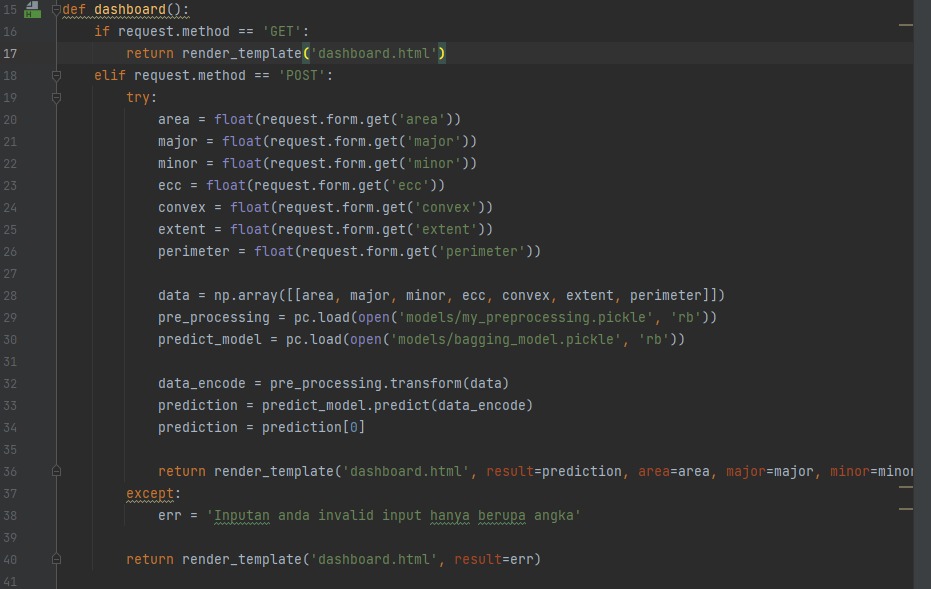 15 def dashboard():
16     if request.method == 'GET':
17         return render_template('dashboard.html')
18     elif request.method == 'POST':
19         try:
20             area = float(request.form.get('area'))
21             major = float(request.form.get('major'))
22             minor = float(request.form.get('minor'))
23             ecc = float(request.form.get('ecc'))
24             convex = float(request.form.get('convex'))
25             extent = float(request.form.get('extent'))
26             perimeter = float(request.form.get('perimeter'))
27
28             data = np.array([[area, major, minor, ecc, convex, extent, perimeter]])
29             pre_processing = pc.load(open('models/my_preprocessing.pickle', 'rb'))
30             predict_model = pc.load(open('models/bagging_model.pickle', 'rb'))
31
32             data_encode = pre_processing.transform(data)
33             prediction = predict_model.predict(data_encode)
34             prediction = prediction[0]
35
36             return render_template('dashboard.html', result=prediction, area=area, major=major, minor=minor
37         except:
38             err = 'Inputan anda invalid input hanya berupa angka'
39
40         return render_template('dashboard.html', result=err)
41